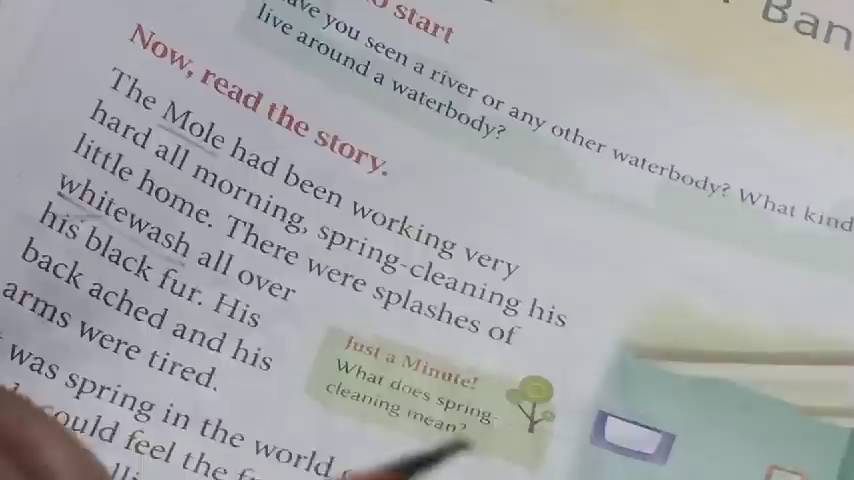 Ban
to start
ave you seen a river or any other waterbody? What kind
live around a waterbody?
Now, read the story.
The Mole had been working very
hard all morning, spring-cleaning his
little home. There were splashes of
whitewash all over
his black fur. His
back ached and his
arms were tired.
Just a Minute!
What does spring-
cleaning mean?
was spring in the world
could feel the